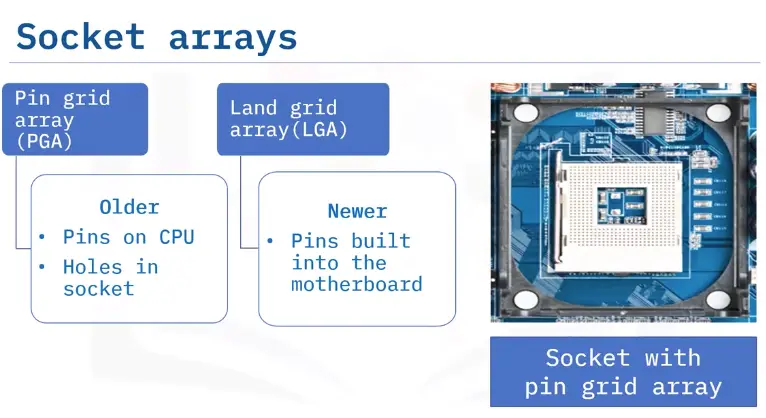 Socket arrays
Pin grid
array
(PGA)
Older
• Pins on CPU
• Holes in
socket
Land grid
array(LGA)
Newer
• Pins built
into the
motherboard
Socket with
pin grid array